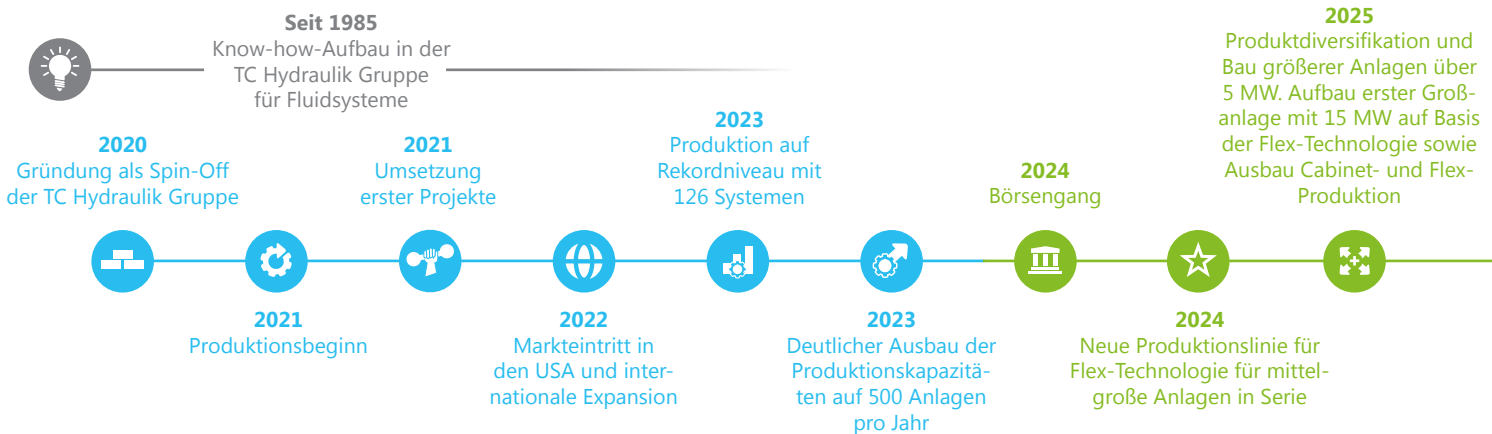 Seit 1985
Know-how-Aufbau in der
TC Hydraulik Gruppe
für Fluidsysteme
2020
Gründung als Spin-Off
der TC Hydraulik Gruppe
2021
Produktionsbeginn
2021
Umsetzung
erster Projekte
2022
Markteintritt in
den USA und inter-
nationale Expansion
2023
Produktion auf
Rekordniveau mit
126 Systemen
2023
Deutlicher Ausbau der
Produktionskapazitä-
ten auf 500 Anlagen
pro Jahr
2024
Börsengang
2024
Neue Produktionslinie für
Flex-Technologie für mittel-
große Anlagen in Serie
2025
Produktdiversifikation und
Bau größerer Anlagen über
5 MW. Aufbau erster Groß-
anlage mit 15 MW auf Basis
der Flex-Technologie sowie
Ausbau Cabinet- und Flex-
Produktion